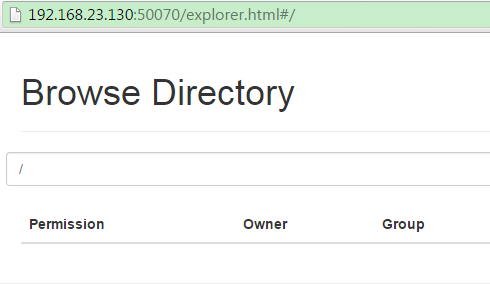 192.168.23.130:50070/explorer.html#/
Browse Directory
/
Permission Owner Group